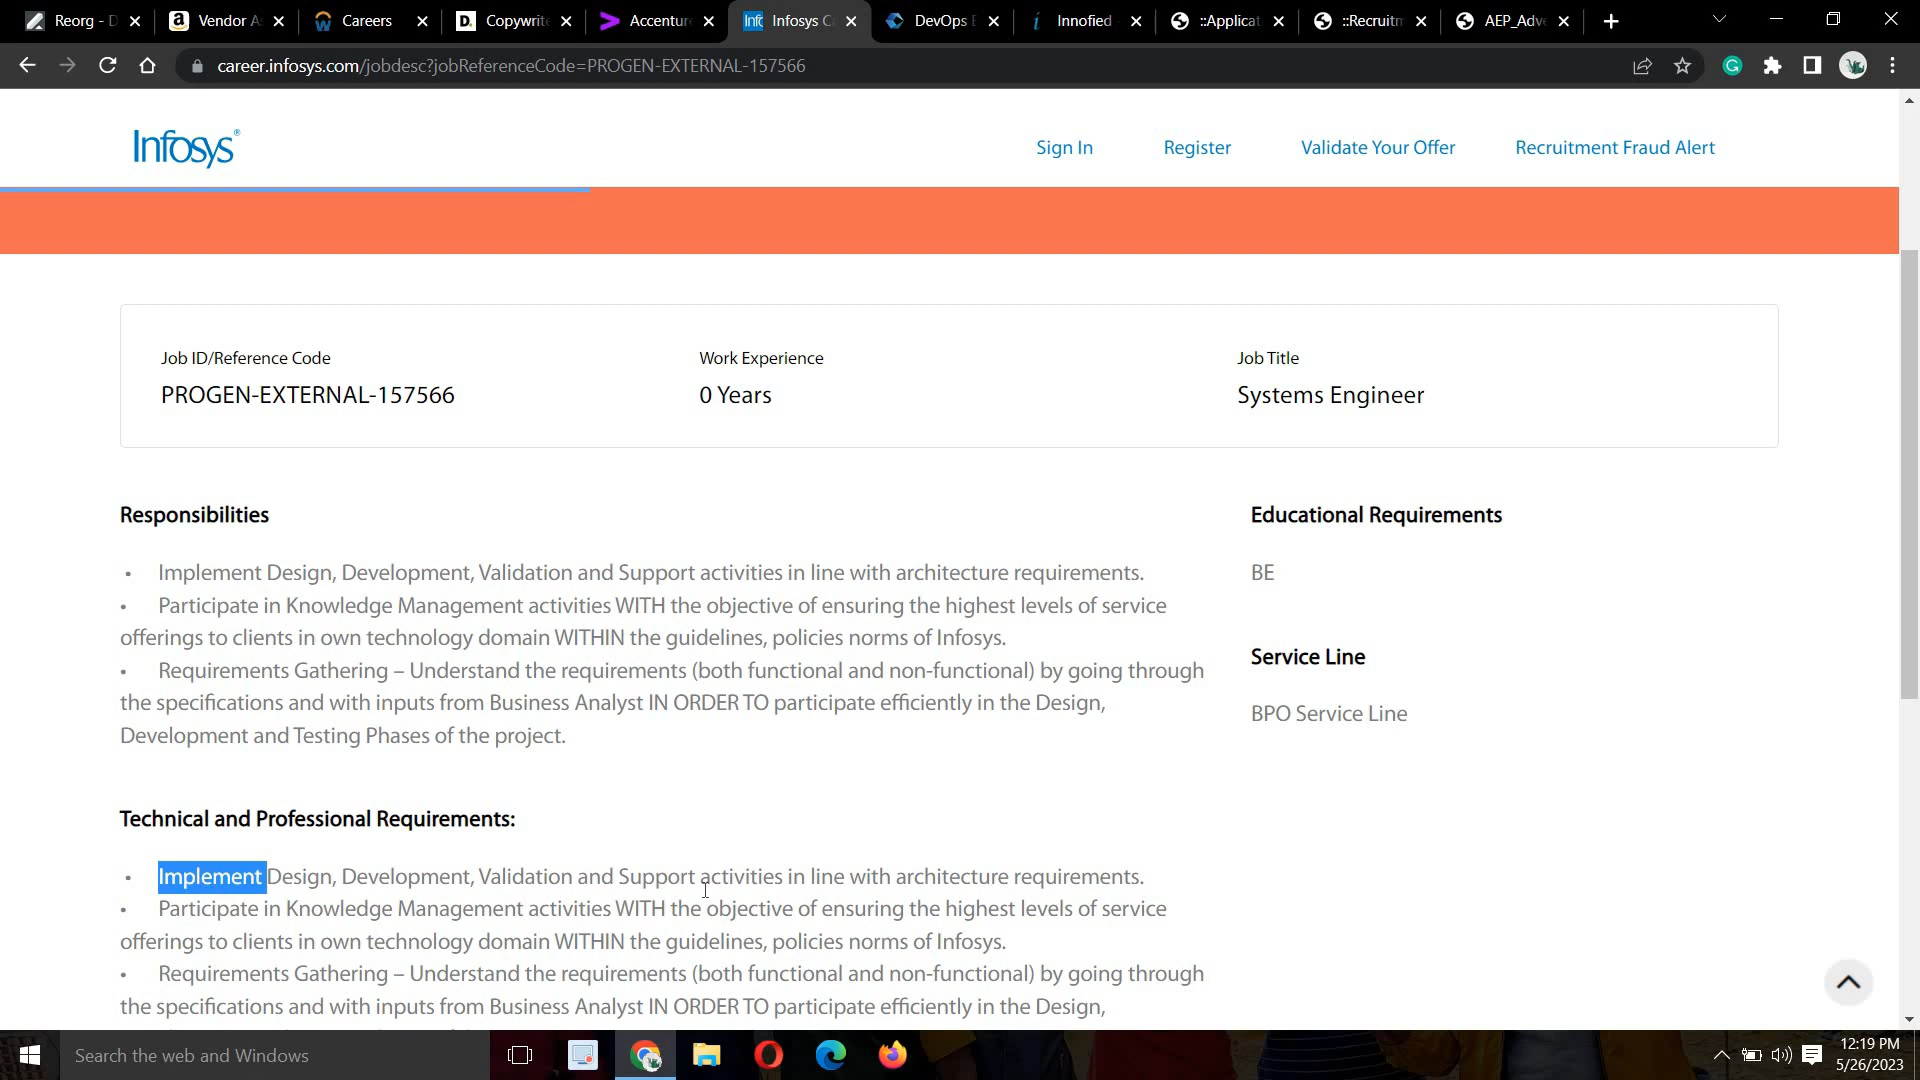 Reorg - D
Vendor A
Careers
Copywrite
Accentur
Infosys C
DevOps E
Innofied
::Applicat
::Recruitm
AEP_Adve
career.infosys.com/jobdesc?jobReferenceCode=PROGEN-EXTERNAL-157566
Infosys®
Sign In
Register
Validate Your Offer
Recruitment Fraud Alert
Job ID/Reference Code
Work Experience
Job Title
PROGEN-EXTERNAL-157566
0 Years
Systems Engineer
Responsibilities
• Implement Design, Development, Validation and Support activities in line with architecture requirements.
• Participate in Knowledge Management activities WITH the objective of ensuring the highest levels of service
offerings to clients in own technology domain WITHIN the guidelines, policies norms of Infosys.
• Requirements Gathering – Understand the requirements (both functional and non-functional) by going through
the specifications and with inputs from Business Analyst IN ORDER TO participate efficiently in the Design,
Development and Testing Phases of the project.
Educational Requirements
BE
Service Line
BPO Service Line
Technical and Professional Requirements:
• Implement Design, Development, Validation and Support activities in line with architecture requirements.
• Participate in Knowledge Management activities WITH the objective of ensuring the highest levels of service
offerings to clients in own technology domain WITHIN the guidelines, policies norms of Infosys.
• Requirements Gathering – Understand the requirements (both functional and non-functional) by going through
the specifications and with inputs from Business Analyst IN ORDER TO participate efficiently in the Design,
Search the web and Windows
12:19 PM
5/26/2023